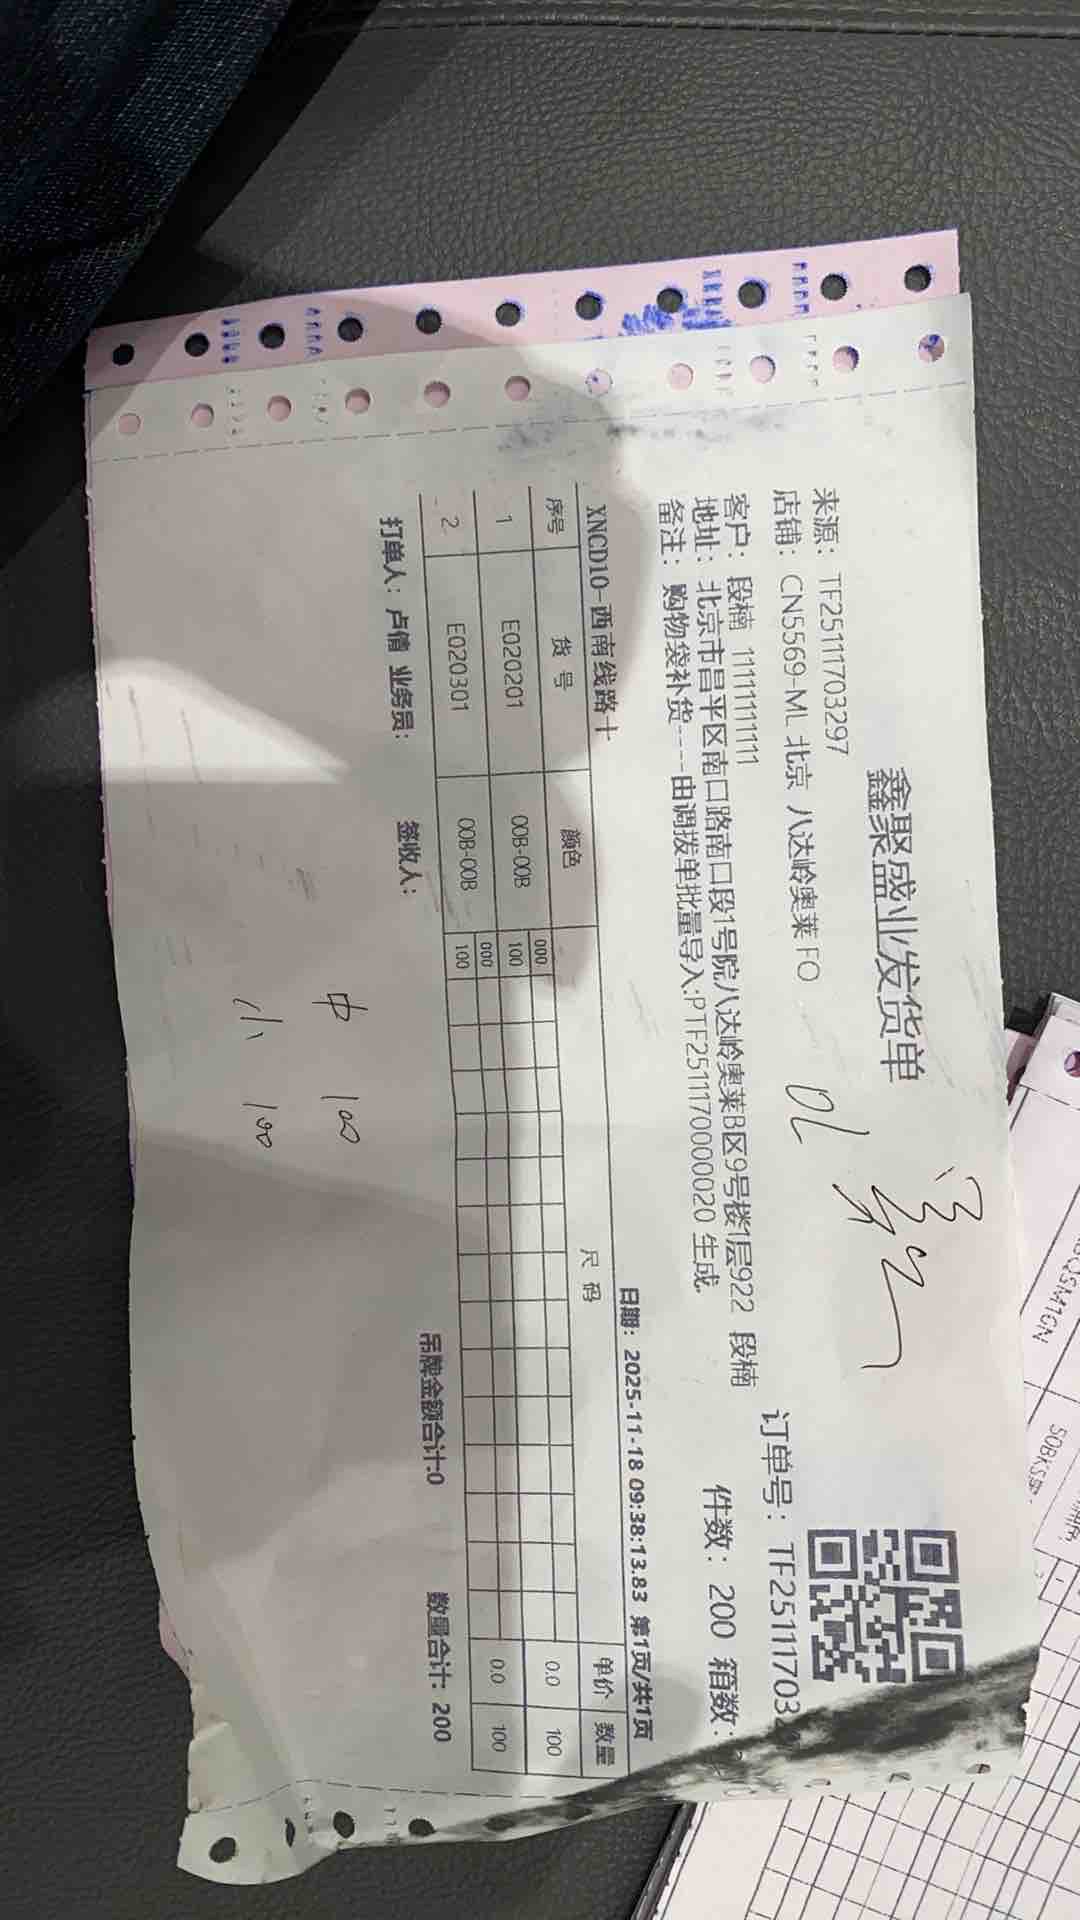 鑫聚盛业发货单
来源：TF2511703297
店铺：CN5569-ML 北京 八达岭奥莱 FO
订单号：TF25111703
客户：段楠 11111111111
件数：200 箱数：
地址：北京市昌平区南口路南口段1号院八达岭奥莱B区9号楼1层922 段楠
备注：购物袋补货----由调拨单批量导入:PTF2511170000020 生成.
日期：2025-11-18 09:38:13.83 第1页/共1页
XNCD10-西南线路十
序号 货号 颜色 尺码 单价 数量
000
1 E020201 00B-00B 100 0.0 100
000
2 E020301 00B-00B 100 0.0 100
吊牌金额合计:0 数量合计：200
打单人：卢倩 业务员： 签收人：
中 100
小 100